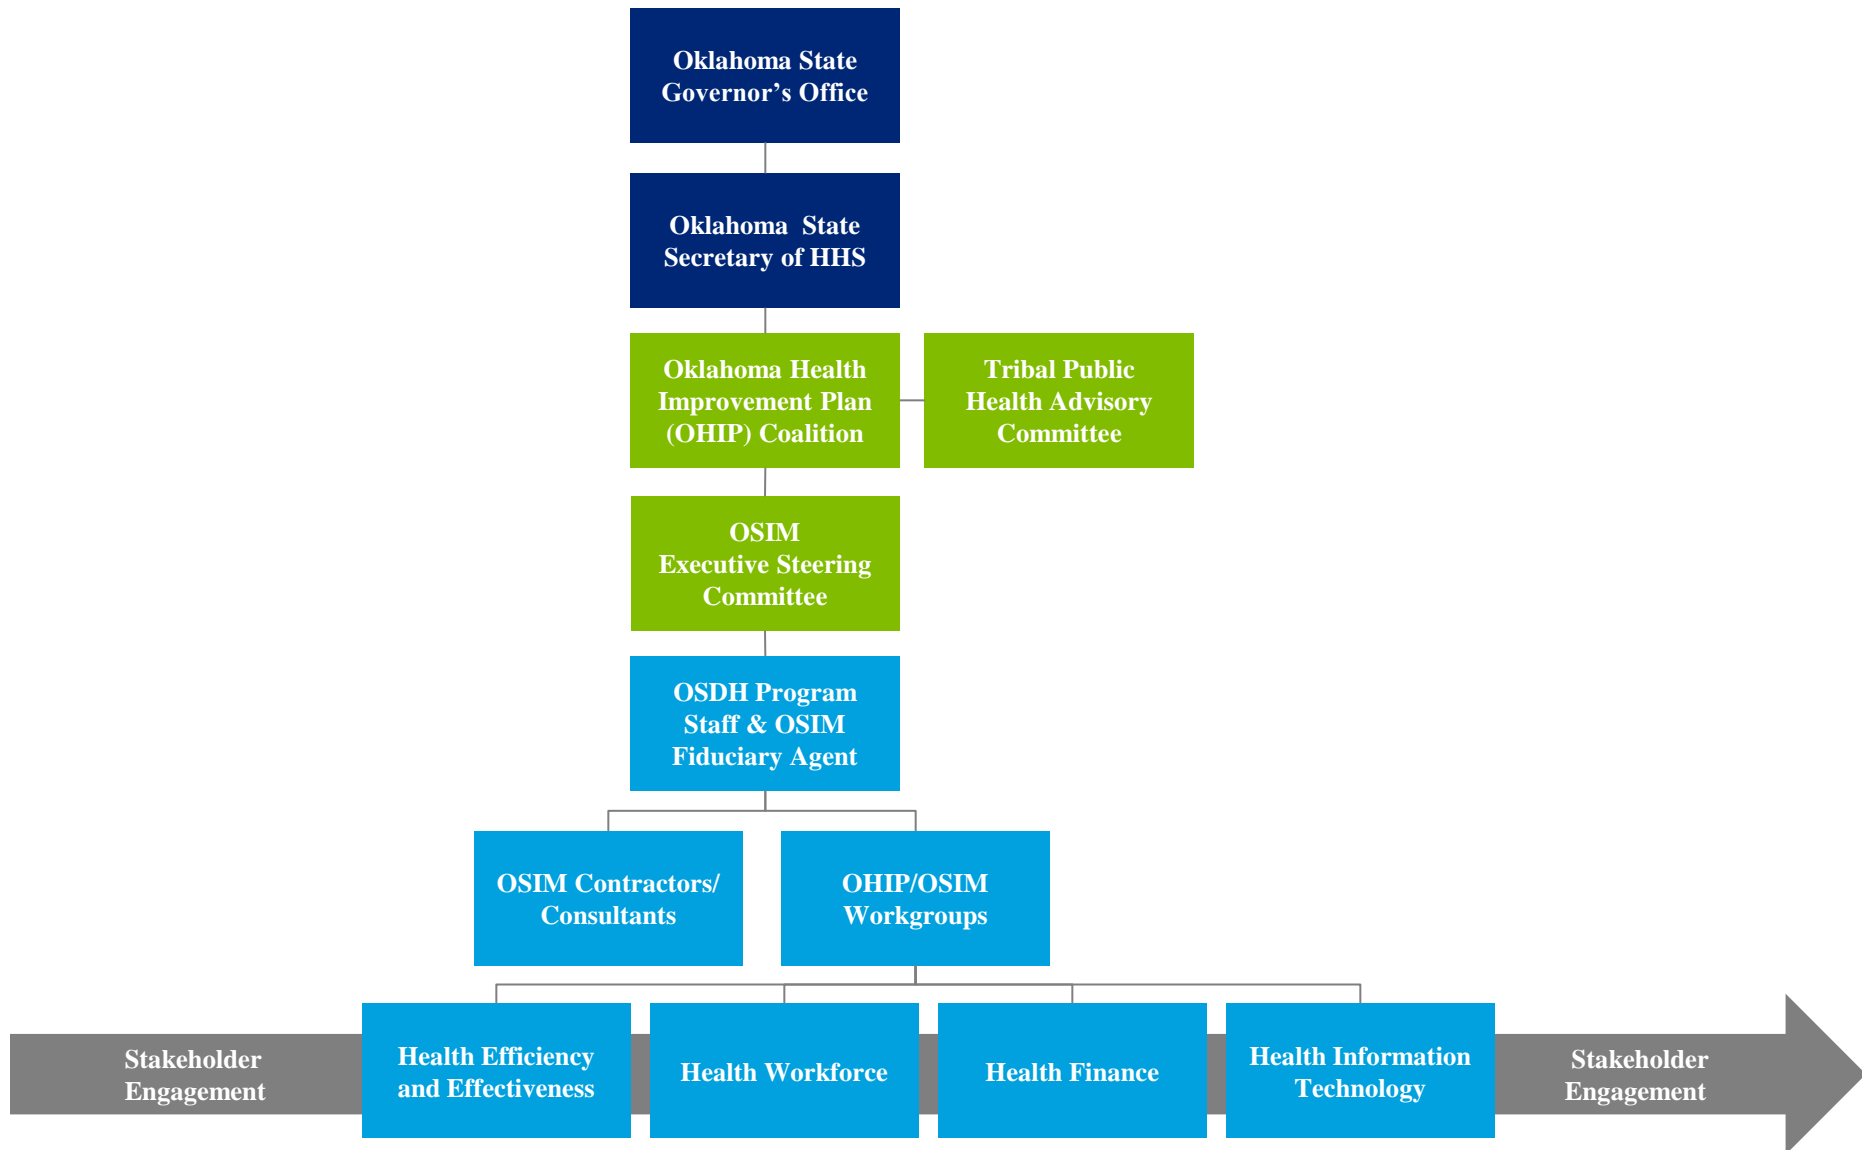 Oklahoma State
Governor’s Office
Oklahoma  State
Secretary of HHS
Oklahoma Health
Improvement Plan
(OHIP) Coalition
Tribal Public
Health Advisory
Committee
OSIM
Executive Steering
Committee
OSDH Program
Staff & OSIM
Fiduciary Agent
OSIM Contractors/
Consultants
OHIP/OSIM
Workgroups
Stakeholder
Engagement
Health Efficiency
and Effectiveness
Health Workforce
Health Finance
Health Information
Technology
Stakeholder
Engagement